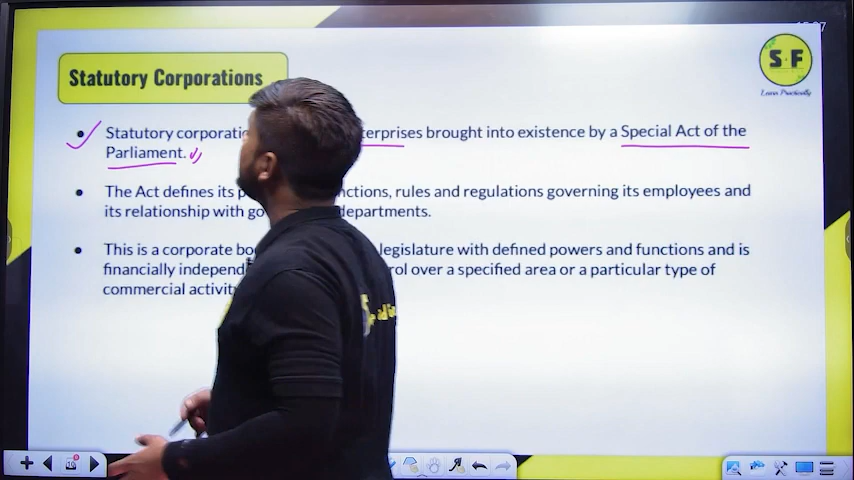 Statutory Corporations
S F
Learn Practically
Statutory corporati erprises brought into existence by a Special Act of the
Parliament.
The Act defines its p nctions, rules and regulations governing its employees and
its relationship with go departments.
This is a corporate bo legislature with defined powers and functions and is
financially independ rol over a specified area or a particular type of
commercial activit